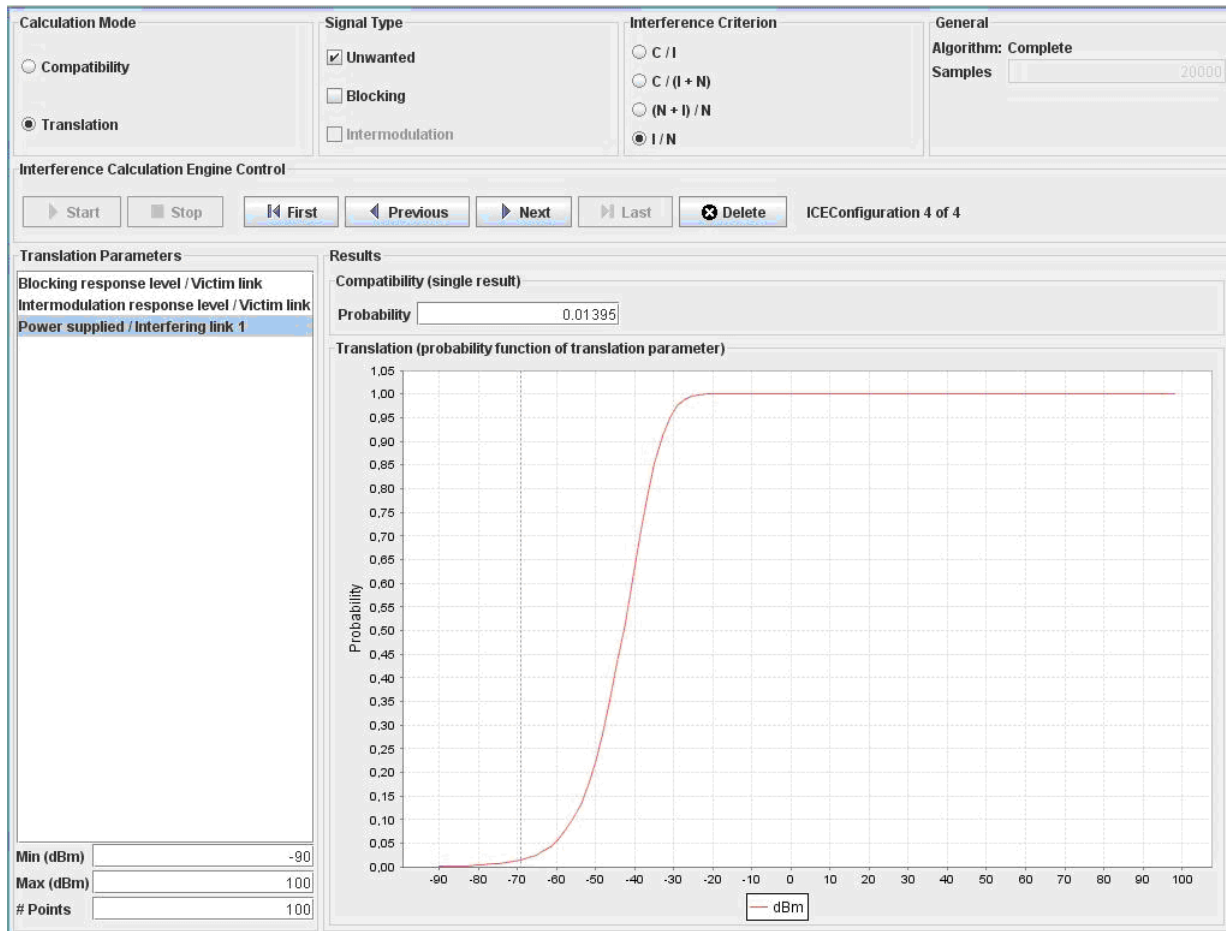 Calculation Mode
Compatibility
Translation
Signal Type
Unwanted
Blocking
Intermodulation
Interference Criterion
C / I
C / (I + N)
(N + I) / N
I / N
General
Algorithm: Complete
Samples 20000
Interference Calculation Engine Control
Start Stop First Previous Next Last Delete ICEConfiguration 4 of 4
Translation Parameters
Blocking response level / Victim link
Intermodulation response level / Victim link
Power supplied / Interfering link 1
Min (dBm) -90
Max (dBm) 100
# Points 100
Results
Compatibility (single result)
Probability 0.01395
Translation (probability function of translation parameter)
1,05
1,00
0,95
0,90
0,85
0,80
0,75
0,70
0,65
0,60
0,55
0,50
0,45
0,40
0,35
0,30
0,25
0,20
0,15
0,10
0,05
0,00
Probability
-90 -80 -70 -60 -50 -40 -30 -20 -10 0 10 20 30 40 50 60 70 80 90 100
dBm